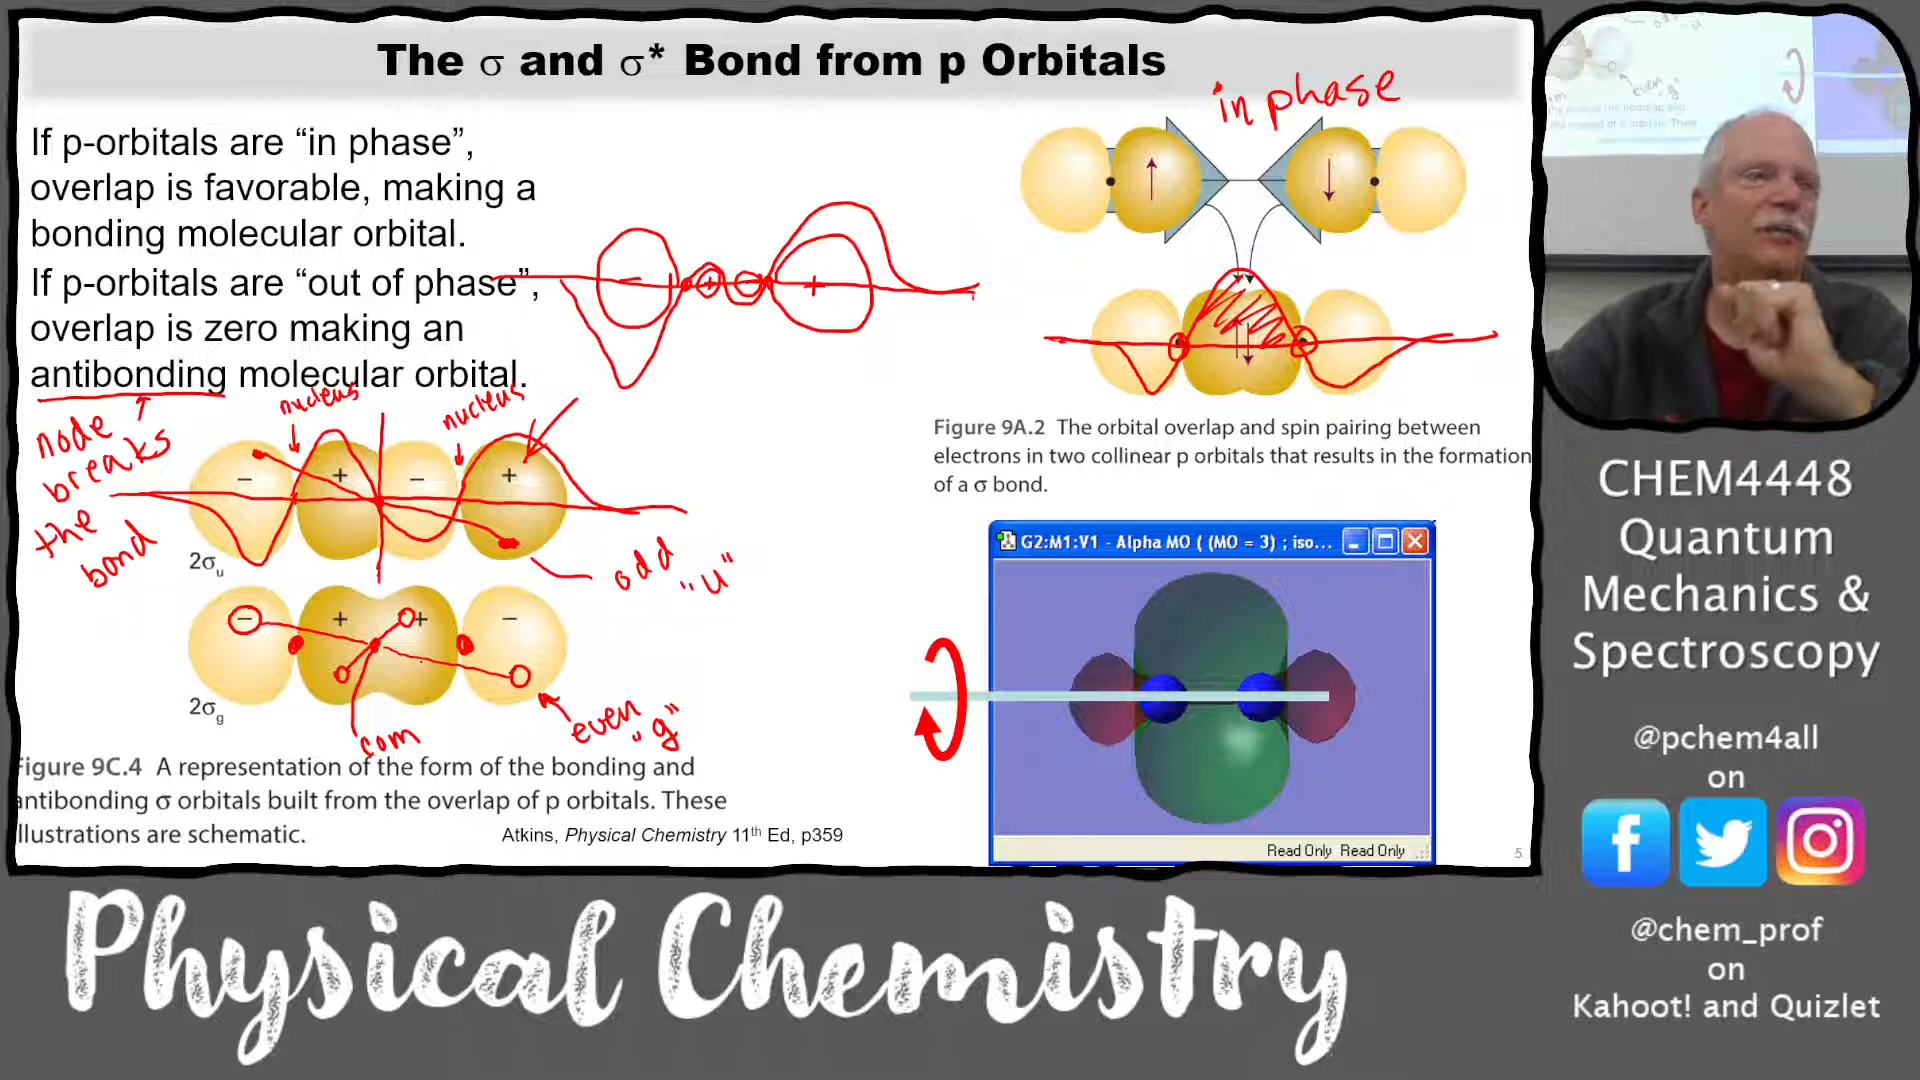 The σ and σ* Bond from p Orbitals
in phase
If p-orbitals are “in phase”,
overlap is favorable, making a
bonding molecular orbital.
If p-orbitals are “out of phase”,
overlap is zero making an
antibonding molecular orbital.
- + - +
nucleus
nucleus
node
breaks
the
bond
- + - +
2σu
odd
"u"
- + + -
2σg
even
"g"
com
Figure 9C.4 A representation of the form of the bonding and
antibonding σ orbitals built from the overlap of p orbitals. These
illustrations are schematic.
Atkins, Physical Chemistry 11th Ed, p359
Figure 9A.2 The orbital overlap and spin pairing between
electrons in two collinear p orbitals that results in the formation
of a σ bond.
G2:M1:V1 - Alpha MO ( (MO = 3) ; iso...
Read Only Read Only
5
even
"g"
CHEM4448
Quantum
Mechanics &
Spectroscopy
@pchem4all
on
@chem_prof
on
Kahoot! and Quizlet
Physical Chemistry